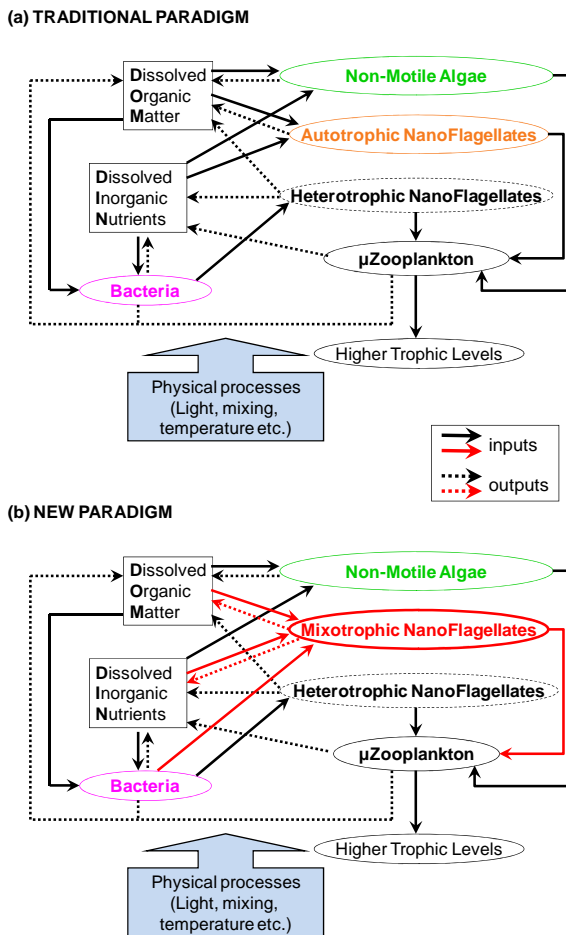 (a) TRADITIONAL PARADIGM
Dissolved
Organic
Matter
Non-Motile Algae
Autotrophic NanoFlagellates
Dissolved
Inorganic
Nutrients
Heterotrophic NanoFlagellates
µZooplankton
Bacteria
Higher Trophic Levels
Physical processes
(Light, mixing,
temperature etc.)
inputs
outputs
(b) NEW PARADIGM
Dissolved
Organic
Matter
Non-Motile Algae
Mixotrophic NanoFlagellates
Dissolved
Inorganic
Nutrients
Heterotrophic NanoFlagellates
µZooplankton
Bacteria
Higher Trophic Levels
Physical processes
(Light, mixing,
temperature etc.)